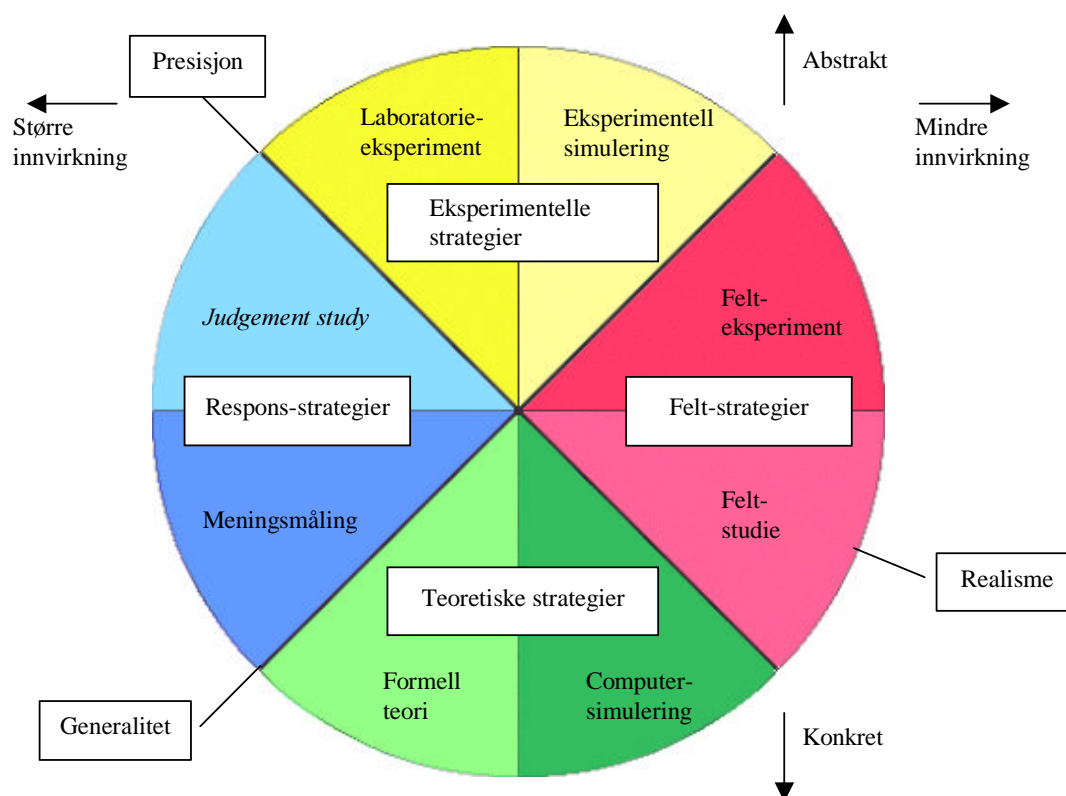 Presisjon
Abstrakt
Større
innvirkning
Mindre
innvirkning
Laboratorie-
eksperiment
Eksperimentell
simulering
Eksperimentelle
strategier
Judgement study
Felt-
eksperiment
Respons-strategier
Felt-strategier
Meningsmåling
Felt-
studie
Realisme
Teoretiske strategier
Formell
teori
Computer-
simulering
Generalitet
Konkret